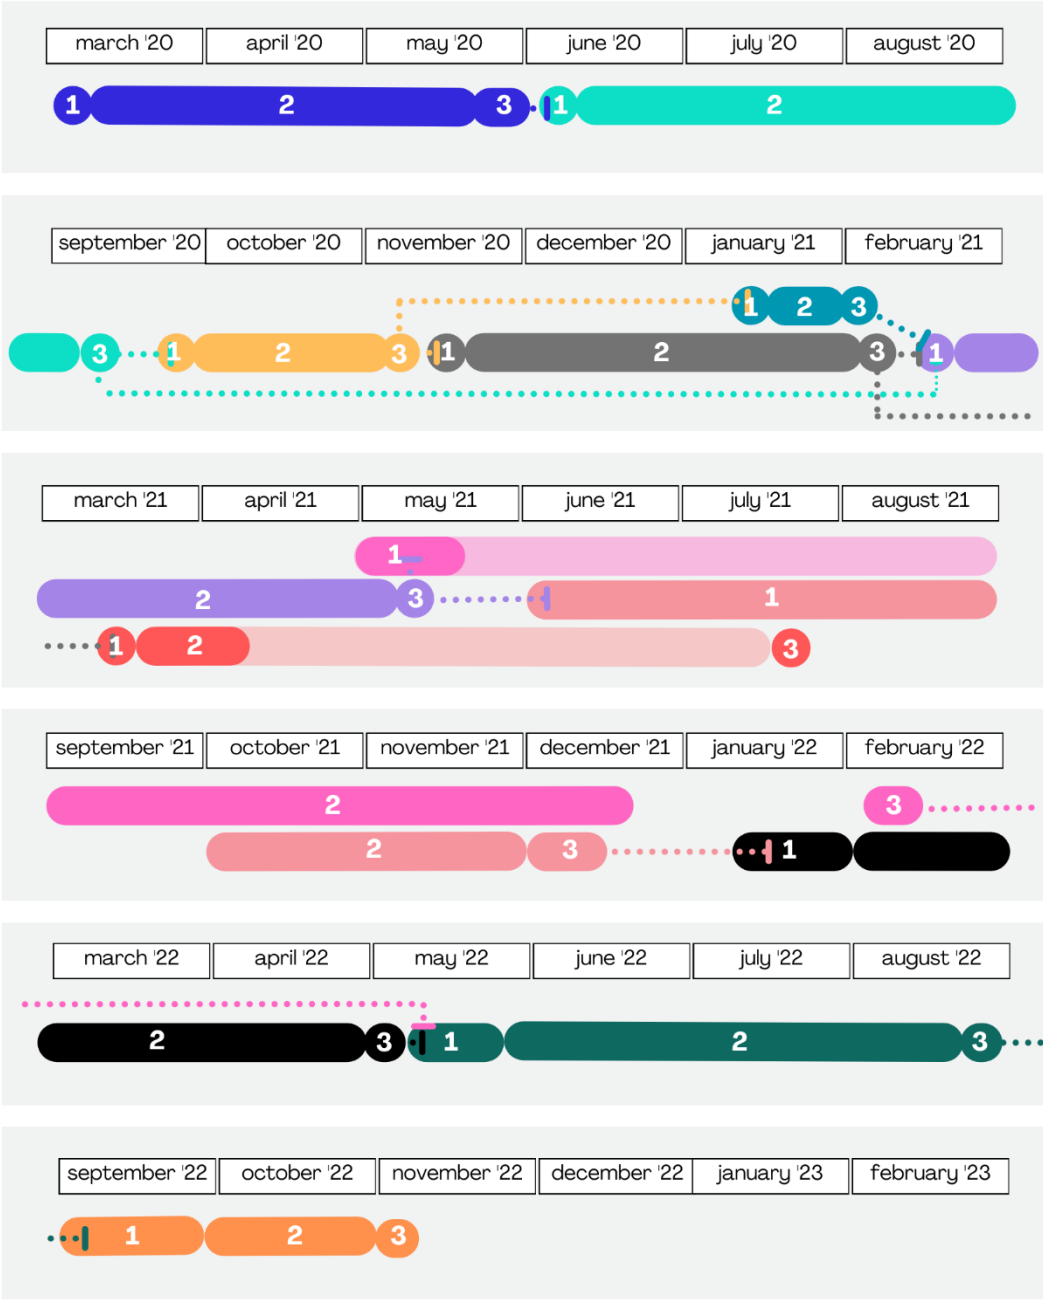 march '20 april '20 may '20 june '20 july '20 august '20
1 2 3 1 2
september '20 october '20 november '20 december '20 january '21 february '21
1 2 3
3 1 2 3 1 2 3 1
march '21 april '21 may '21 june '21 july '21 august '21
1
2 3 1
1 2 3
september '21 october '21 november '21 december '21 january '22 february '22
2 3
2 3 1
march '22 april '22 may '22 june '22 july '22 august '22
2 3 1 2 3
september '22 october '22 november '22 december '22 january '23 february '23
1 2 3